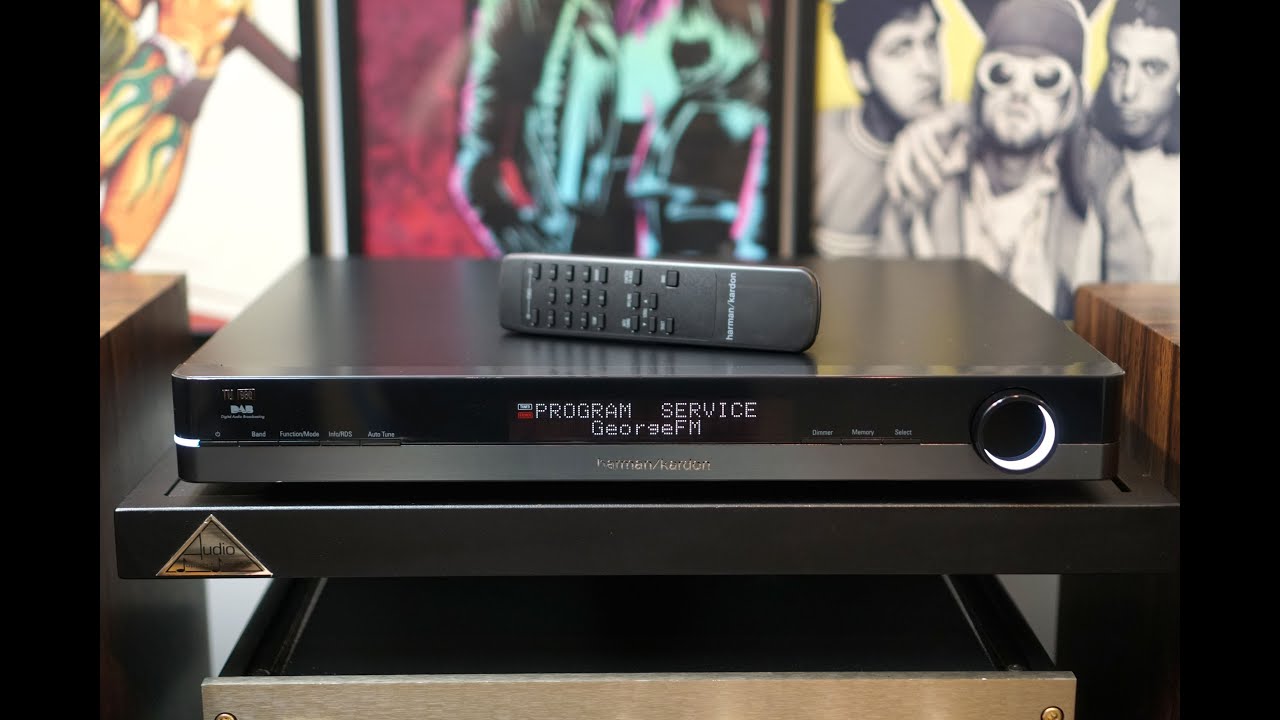 harman/kardon
TU 980
DAB
Digital Audio Broadcasting
PROGRAM SERVICE
GeorgeFM
Band
Function/Mode
Info/RDS
Auto Tune
Dimmer
Memory
Select
harman/kardon
Audio